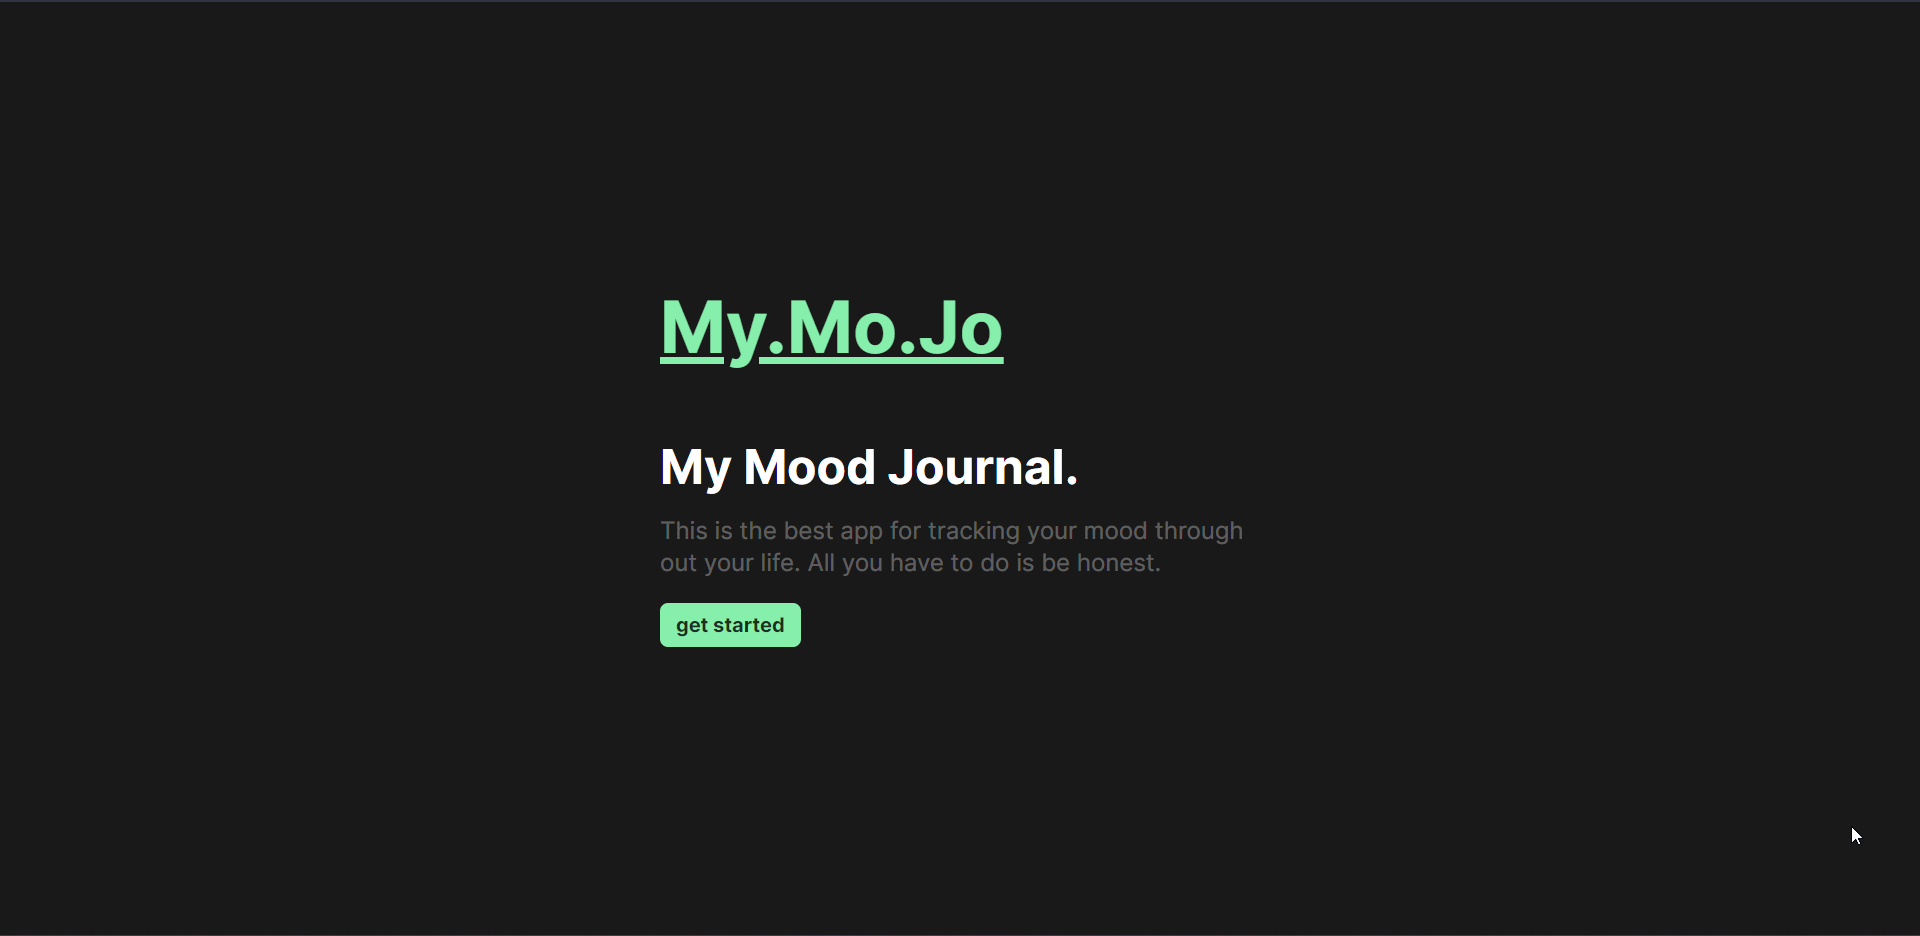 My.Mo.Jo
My Mood Journal.
This is the best app for tracking your mood through
out your life. All you have to do is be honest.
get started